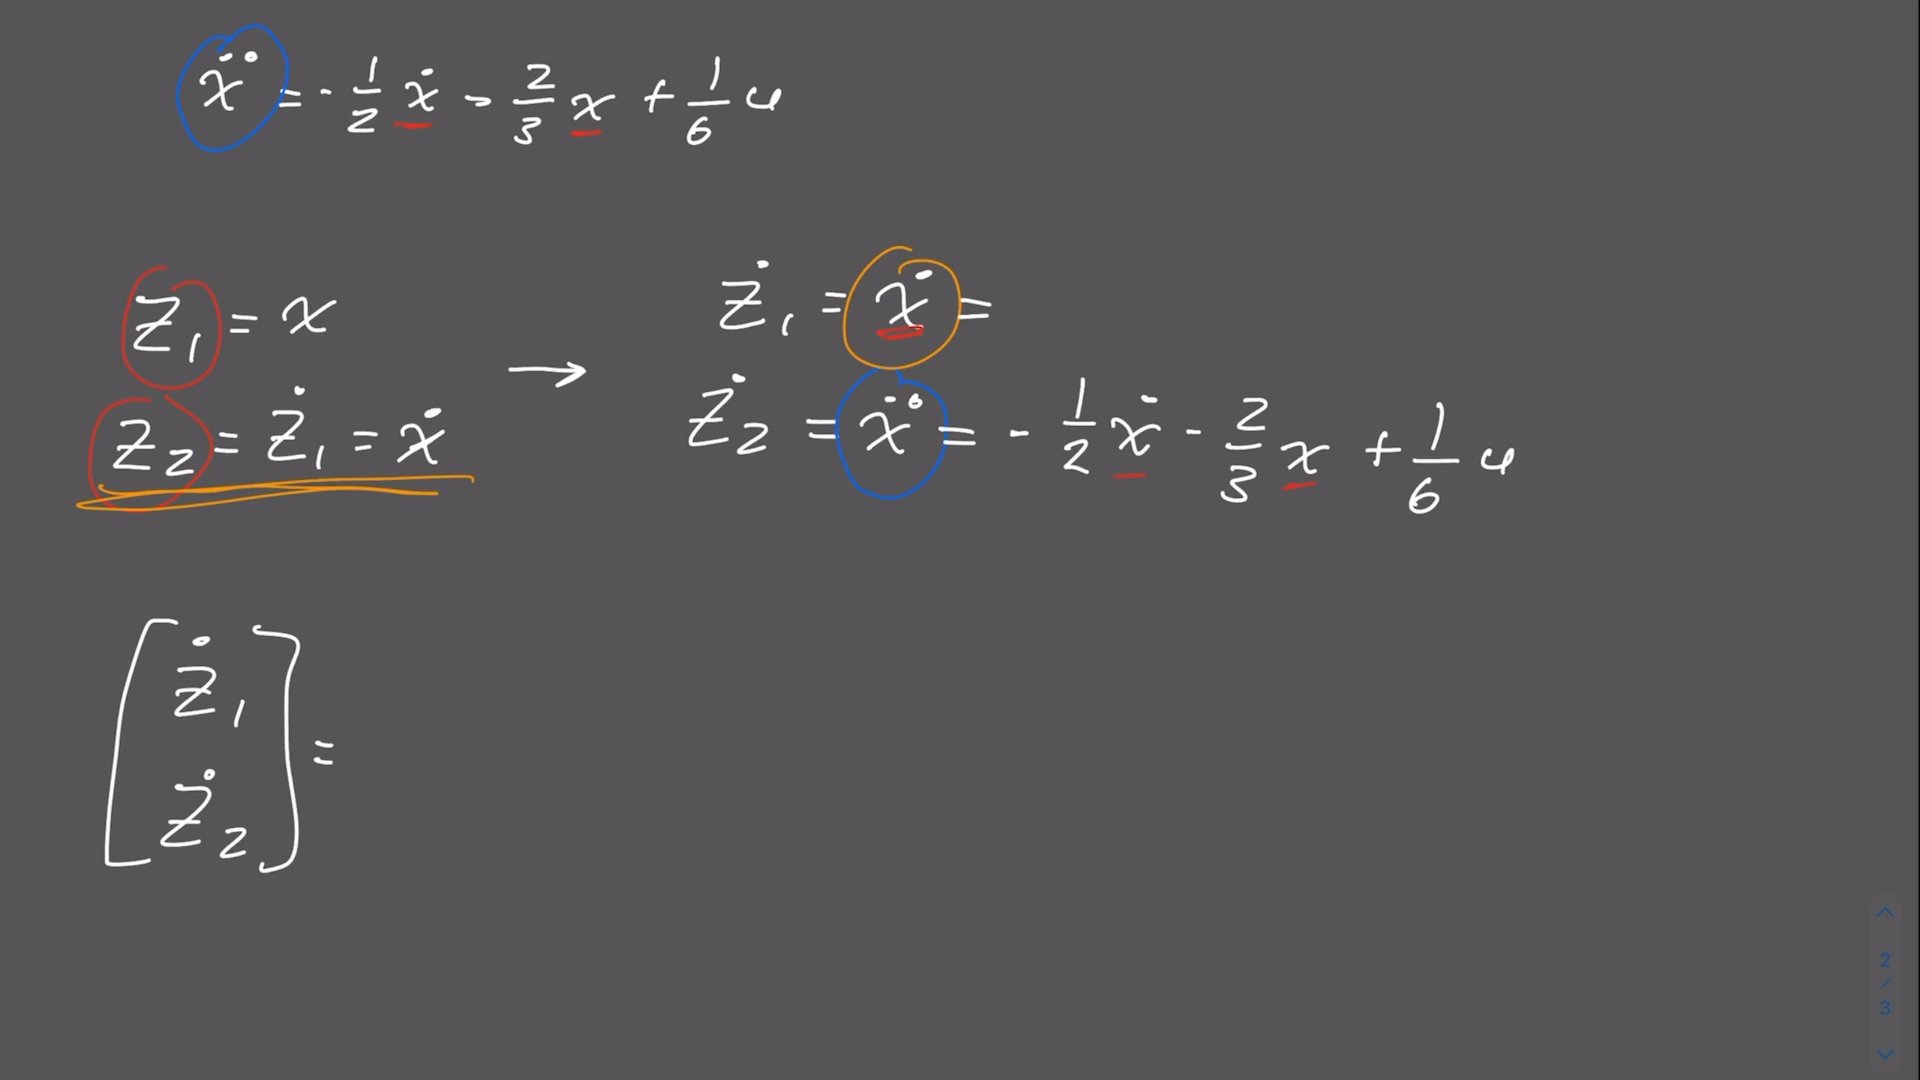 ẍ = - 1/2 ẋ - 2/3 x + 1/6 u
z₁ = x
z₂ = ż₁ = ẋ
→
ż₁ = ẋ =
ż₂ = ẍ = - 1/2 ẋ - 2/3 x + 1/6 u
[ż₁
ż₂] =
2
/
3